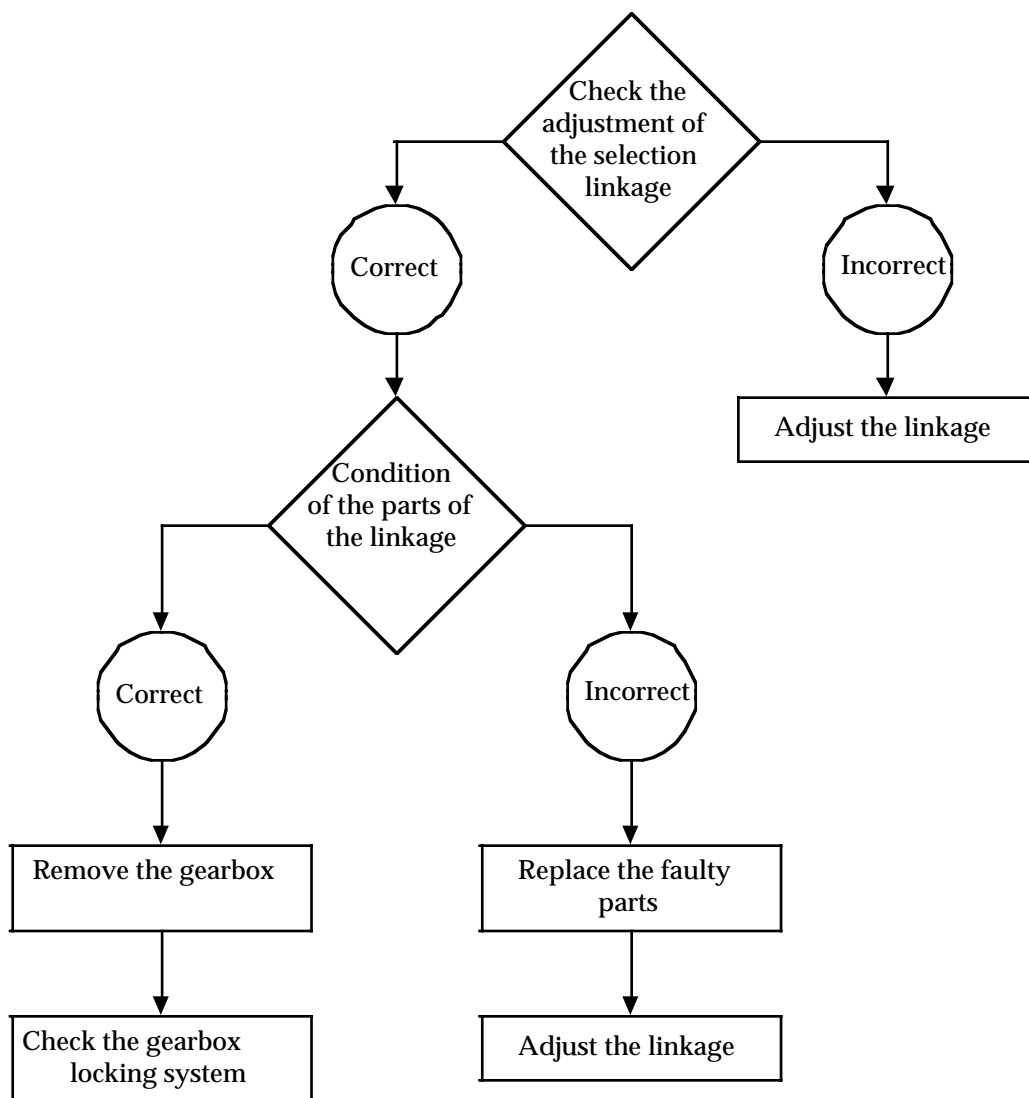 Check the
adjustment of
the selection
linkage
Correct
Incorrect
Adjust the linkage
Condition
of the parts of
the linkage
Correct
Incorrect
Remove the gearbox
Replace the faulty
parts
Check the gearbox
locking system
Adjust the linkage